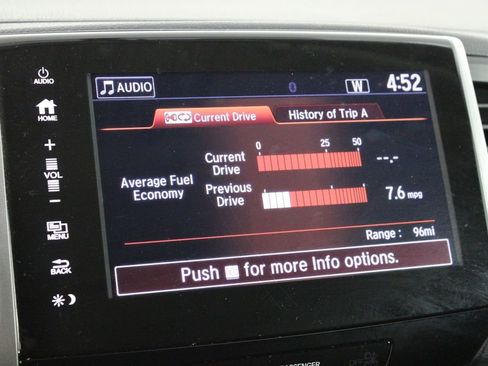 AUDIO
HOME
+
VOL
−
MENU
BACK
AUDIO
W
4:52
Current Drive
History of Trip A
0 25 50
Current
Drive
--.-
Average Fuel
Economy
Previous
Drive
7.6 mpg
Range : 96mi
Push for more Info options.
PASSENGER